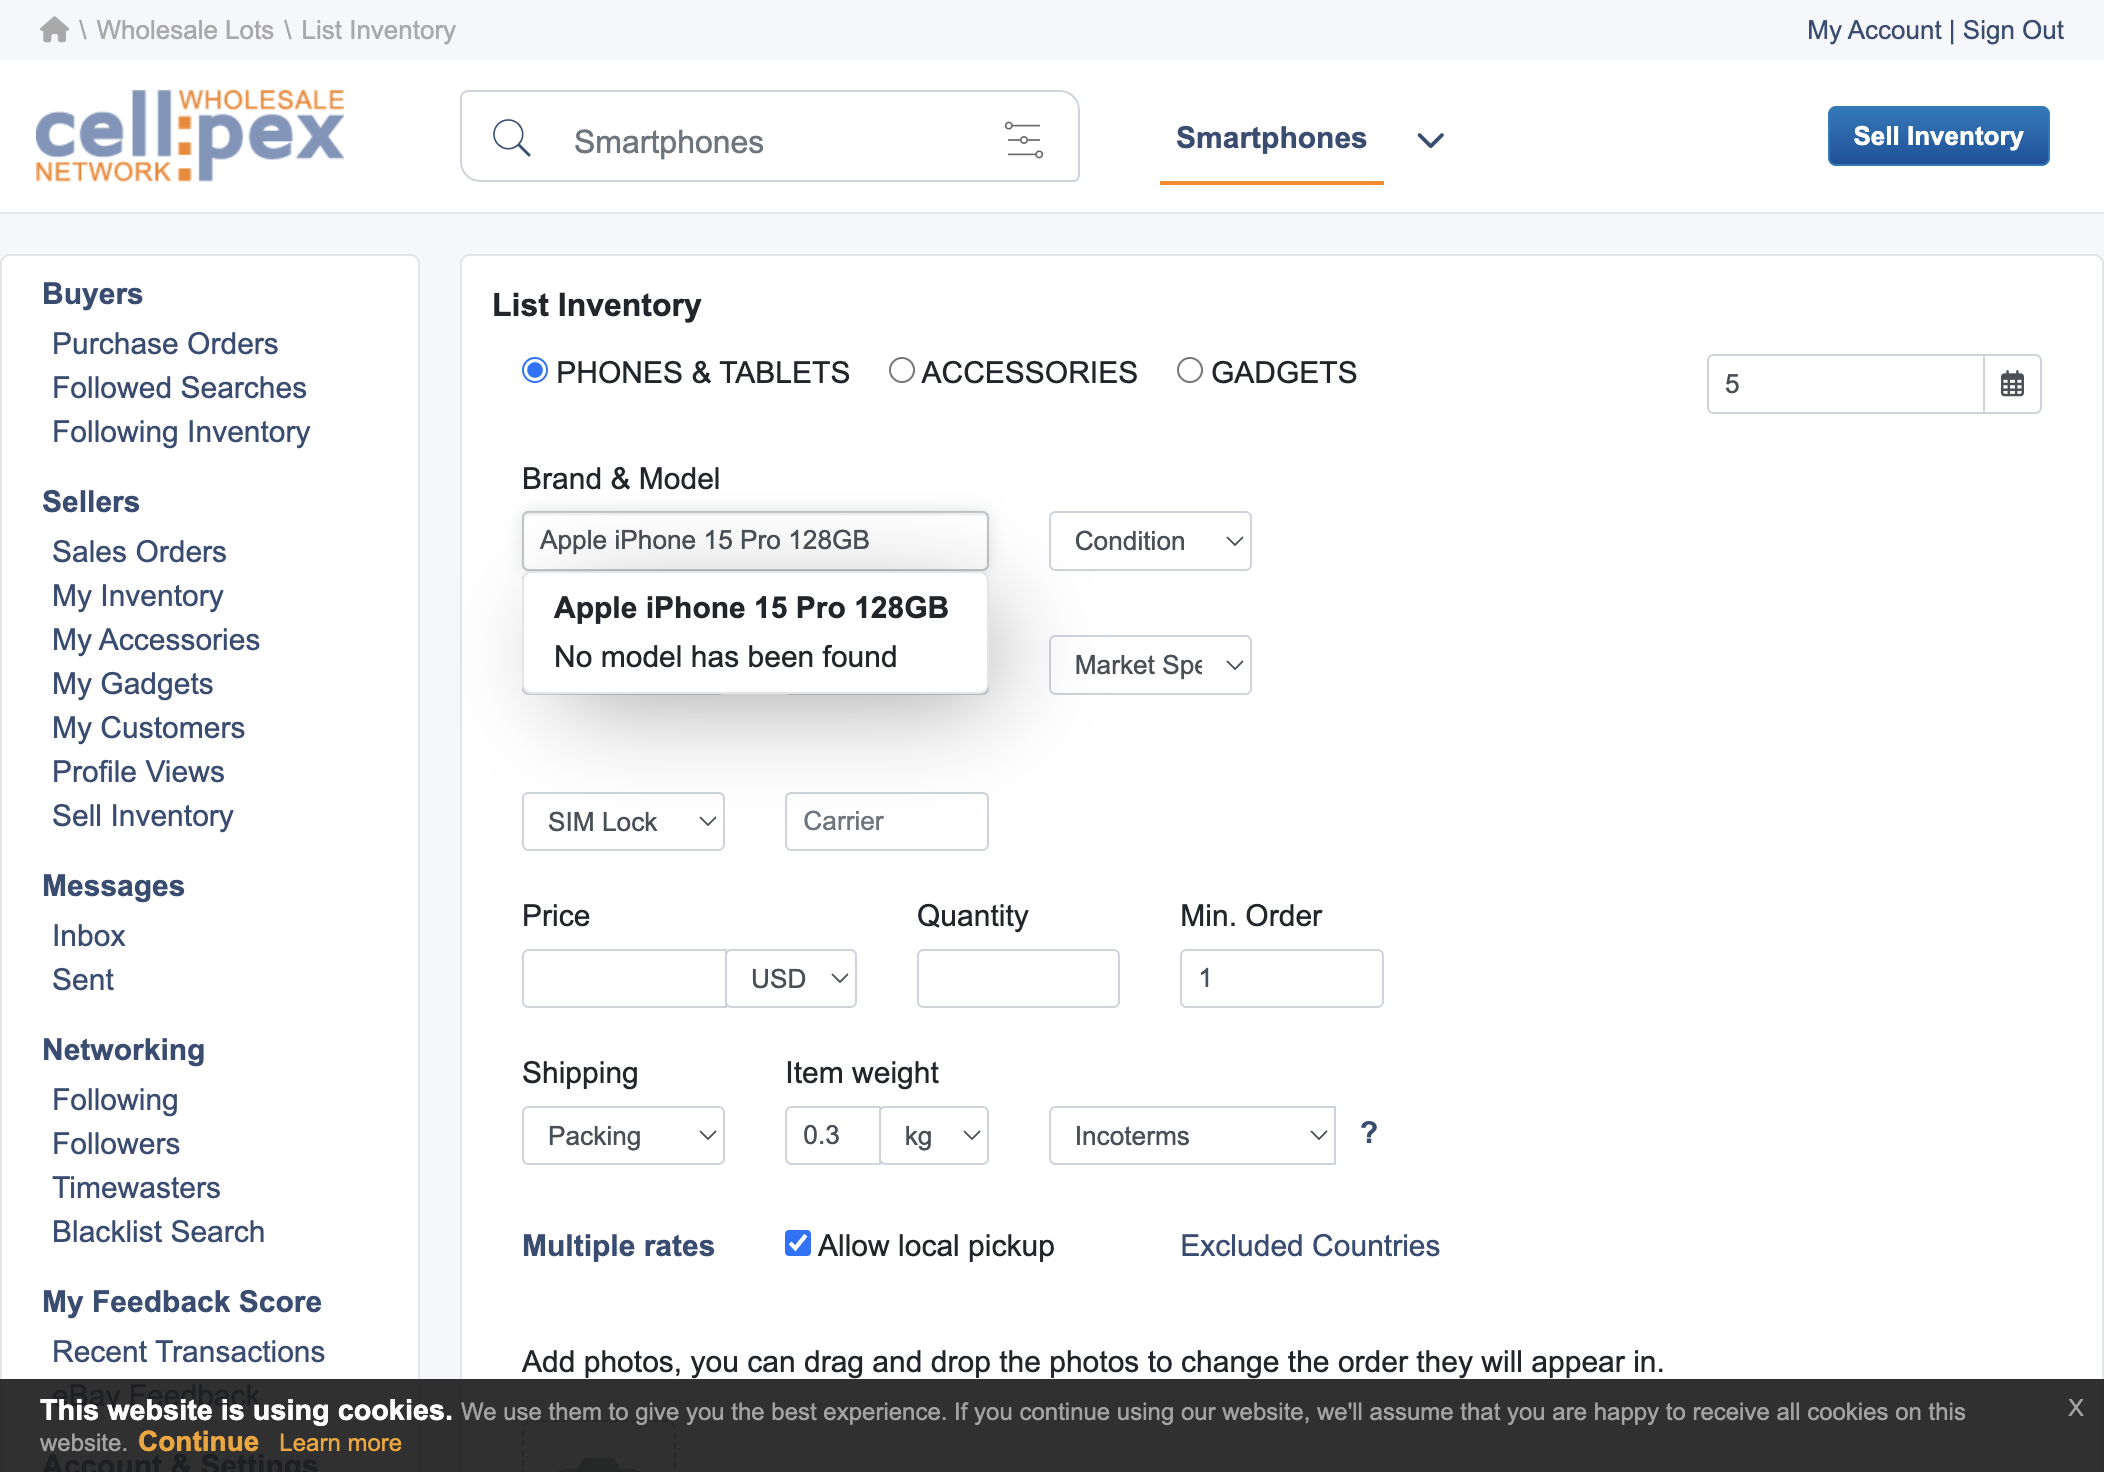 \ Wholesale Lots \ List Inventory
My Account | Sign Out
WHOLESALE
cell:pex
NETWORK
Smartphones
Smartphones
Sell Inventory
Buyers
Purchase Orders
Followed Searches
Following Inventory
Sellers
Sales Orders
My Inventory
My Accessories
My Gadgets
My Customers
Profile Views
Sell Inventory
Messages
Inbox
Sent
Networking
Following
Followers
Timewasters
Blacklist Search
My Feedback Score
Recent Transactions
eBay Feedback
Account & Settings
List Inventory
PHONES & TABLETS ACCESSORIES GADGETS
5
Brand & Model
Apple iPhone 15 Pro 128GB
Condition
Apple iPhone 15 Pro 128GB
No model has been found
Market Spe
SIM Lock
Carrier
Price
Quantity
Min. Order
USD
1
Shipping
Item weight
Packing
0.3
kg
Incoterms
?
Multiple rates
Allow local pickup
Excluded Countries
Add photos, you can drag and drop the photos to change the order they will appear in.
This website is using cookies. We use them to give you the best experience. If you continue using our website, we'll assume that you are happy to receive all cookies on this
website. Continue Learn more
X